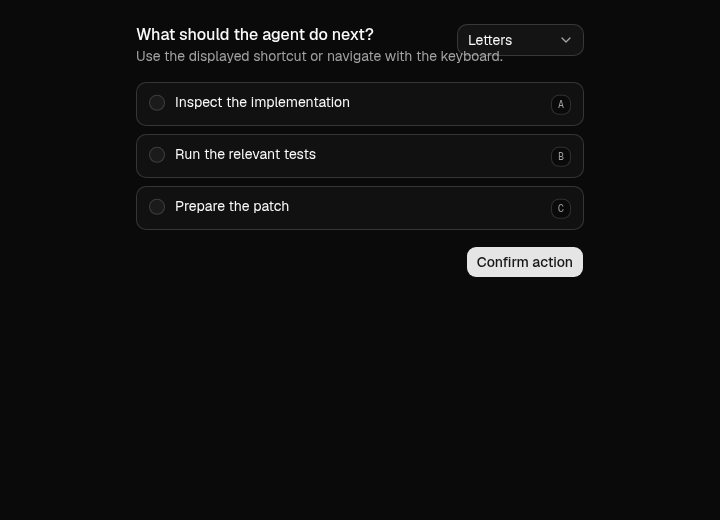 What should the agent do next?
Letters
Use the displayed shortcut or navigate with the keyboard.
Inspect the implementation
A
Run the relevant tests
B
Prepare the patch
C
Confirm action